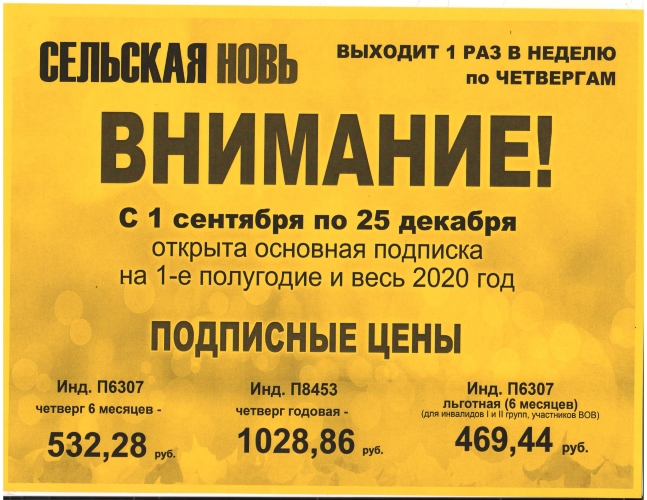 СЕЛЬСКАЯ НОВЬ
ВЫХОДИТ 1 РАЗ В НЕДЕЛЮ
по ЧЕТВЕРГАМ
ВНИМАНИЕ!
С 1 сентября по 25 декабря
открыта основная подписка
на 1-е полугодие и весь 2020 год
ПОДПИСНЫЕ ЦЕНЫ
Инд. П6307
четверг 6 месяцев -
532,28 руб.
Инд. П8453
четверг годовая -
1028,86 руб.
Инд. П6307
льготная (6 месяцев)
(для инвалидов I и II групп, участников ВОВ)
469,44 руб.